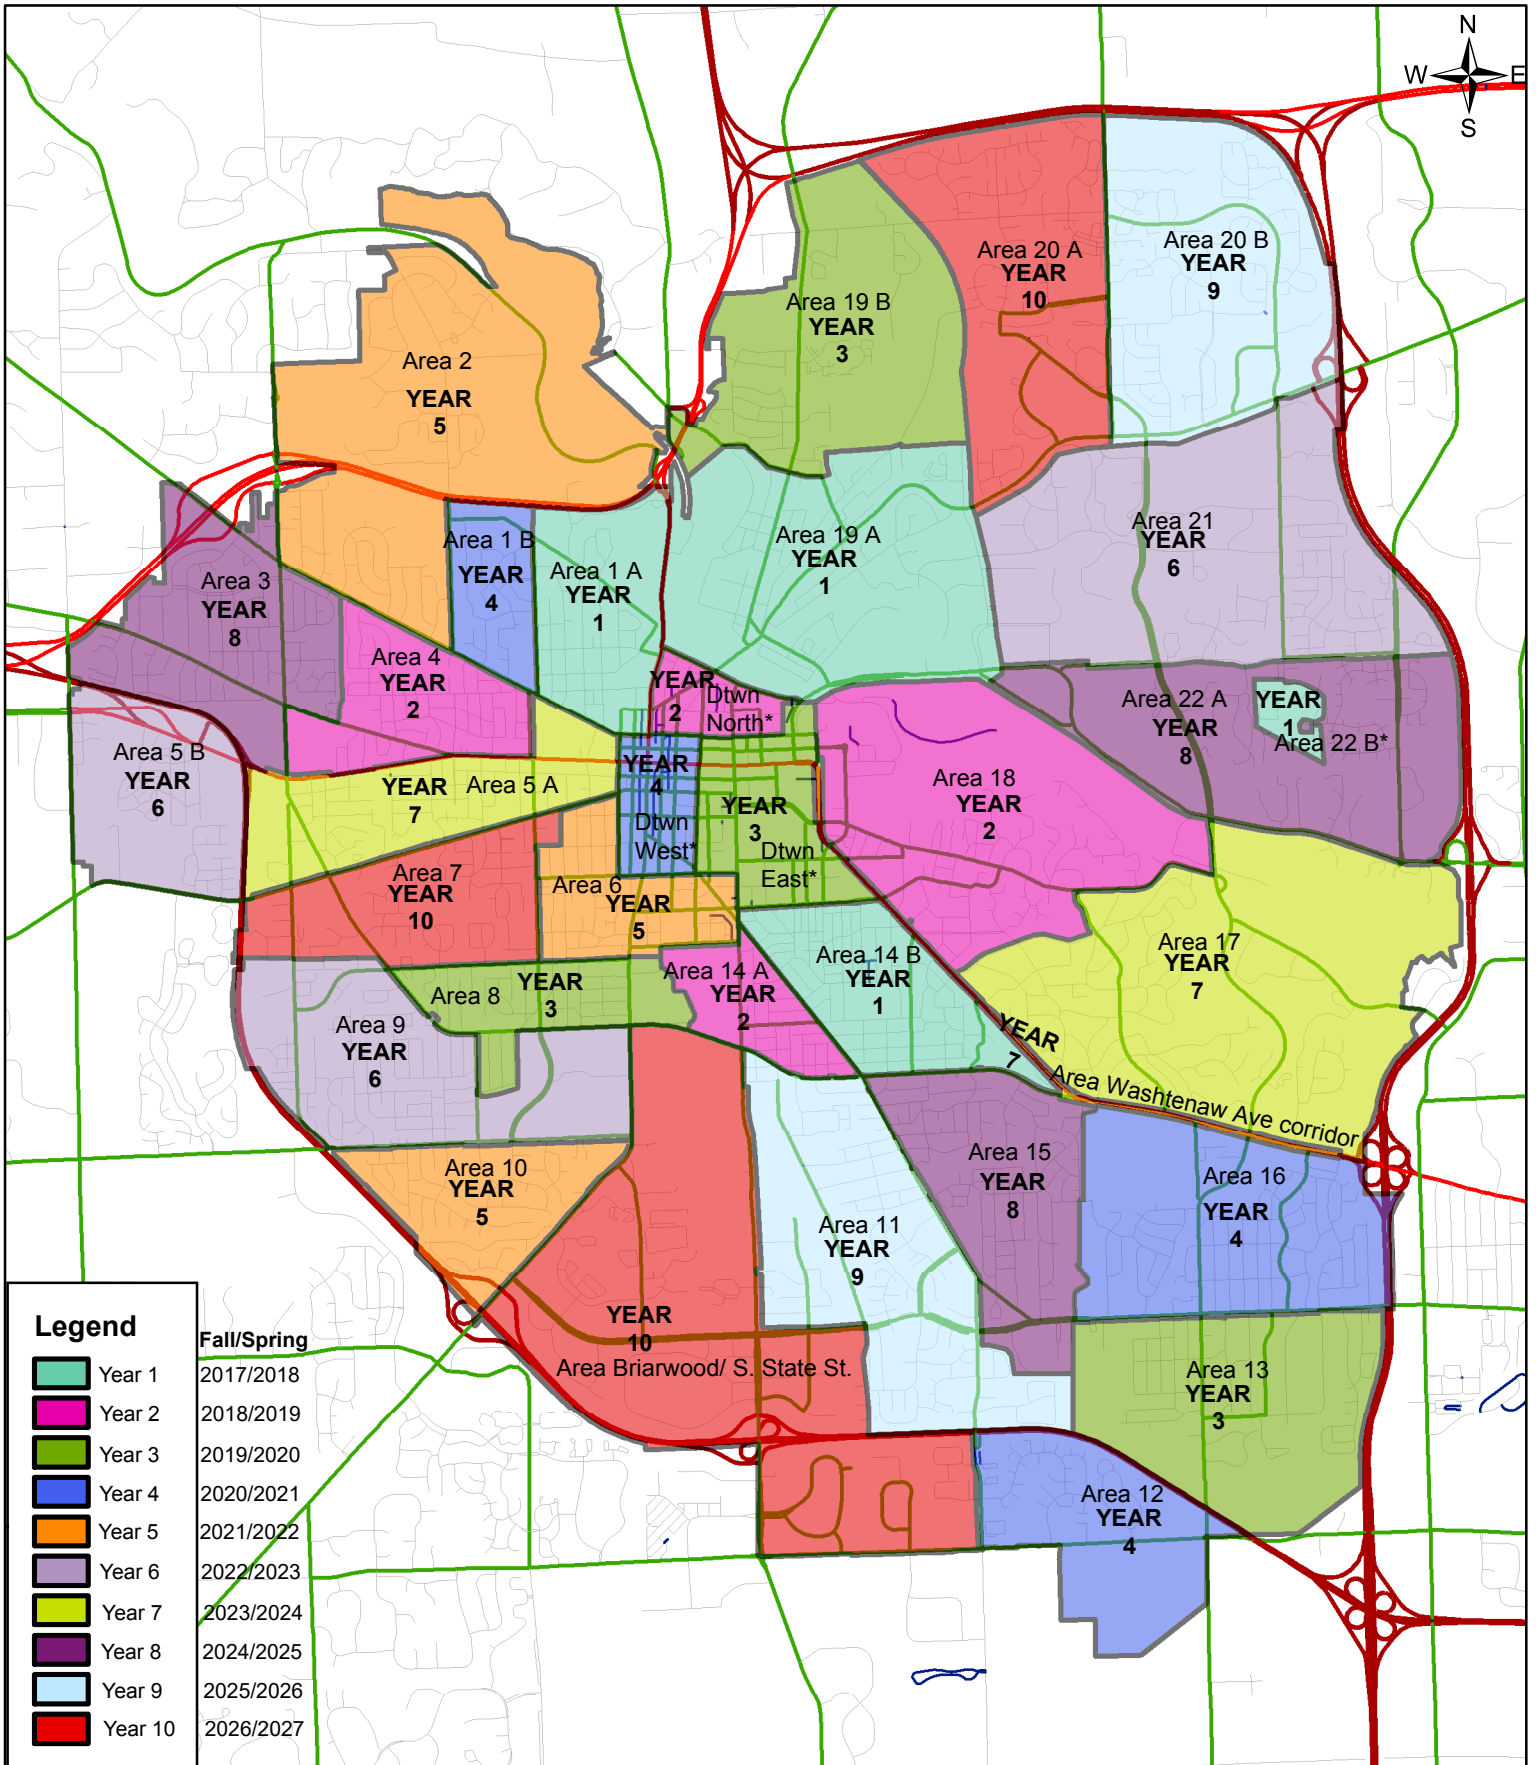 N
W E
S
Area 20 B
YEAR
9
Area 20 A
YEAR
10
Area 19 B
YEAR
3
Area 2
YEAR
5
Area 21
YEAR
6
Area 19 A
YEAR
1
Area 1 B
YEAR
4
Area 1 A
YEAR
1
Area 3
YEAR
8
Area 4
YEAR
2
YEAR
2
Dtwn
North*
Area 22 A
YEAR
8
YEAR
1
Area 22 B*
Area 5 B
YEAR
6
YEAR
7
Area 5 A
YEAR
4
Dtwn
West*
YEAR
3
Dtwn
East*
Area 18
YEAR
2
Area 7
YEAR
10
Area 6
YEAR
5
Area 17
YEAR
7
Area 14 B
YEAR
1
Area 14 A
YEAR
2
Area 8
YEAR
3
Area 9
YEAR
6
YEAR
7
Area Washtenaw Ave corridor
Area 10
YEAR
5
Area 15
YEAR
8
Area 16
YEAR
4
Area 11
YEAR
9
YEAR
10
Area Briarwood/ S. State St.
Area 13
YEAR
3
Area 12
YEAR
4
Legend
Fall/Spring
Year 1 2017/2018
Year 2 2018/2019
Year 3 2019/2020
Year 4 2020/2021
Year 5 2021/2022
Year 6 2022/2023
Year 7 2023/2024
Year 8 2024/2025
Year 9 2025/2026
Year 10 2026/2027